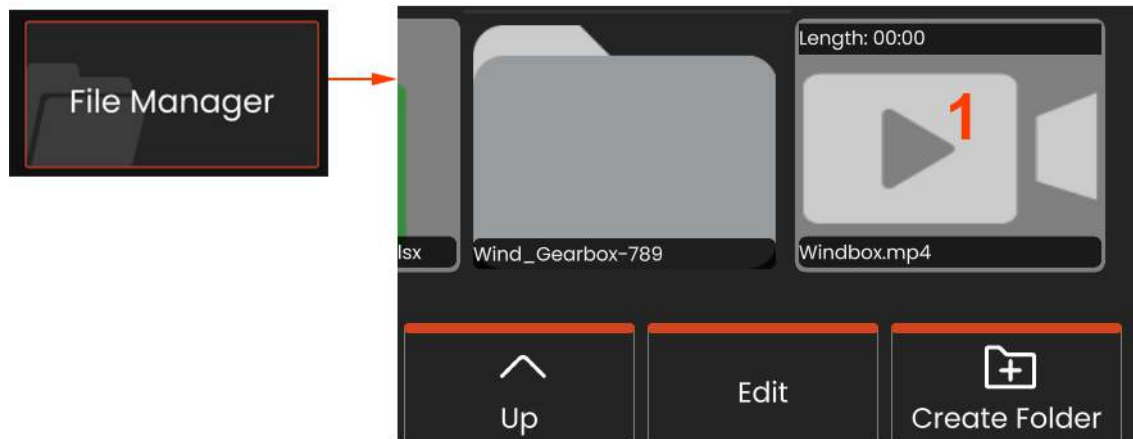 File Manager
Length: 00:00
1
lsx
Wind_Gearbox-789
Windbox.mp4
Up
Edit
Create Folder